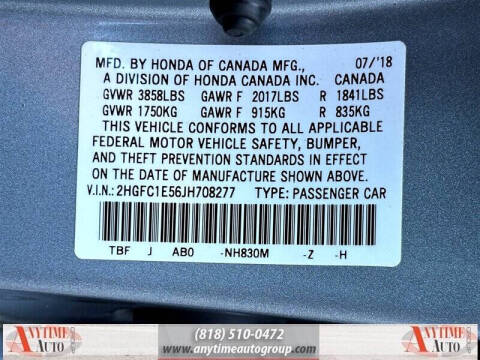 MFD. BY HONDA OF CANADA MFG., 07/'18
A DIVISION OF HONDA CANADA INC. CANADA
GVWR 3858LBS GAWR F 2017LBS R 1841LBS
GVWR 1750KG GAWR F 915KG R 835KG
THIS VEHICLE CONFORMS TO ALL APPLICABLE
FEDERAL MOTOR VEHICLE SAFETY, BUMPER,
AND THEFT PREVENTION STANDARDS IN EFFECT
ON THE DATE OF MANUFACTURE SHOWN ABOVE.
V.I.N.: 2HGFC1E56JH708277 TYPE: PASSENGER CAR
TBF J AB0 -NH830M -Z -H
ANYTIME AUTO
(818) 510-0472
www.anytimeautogroup.com
ANYTIME AUTO